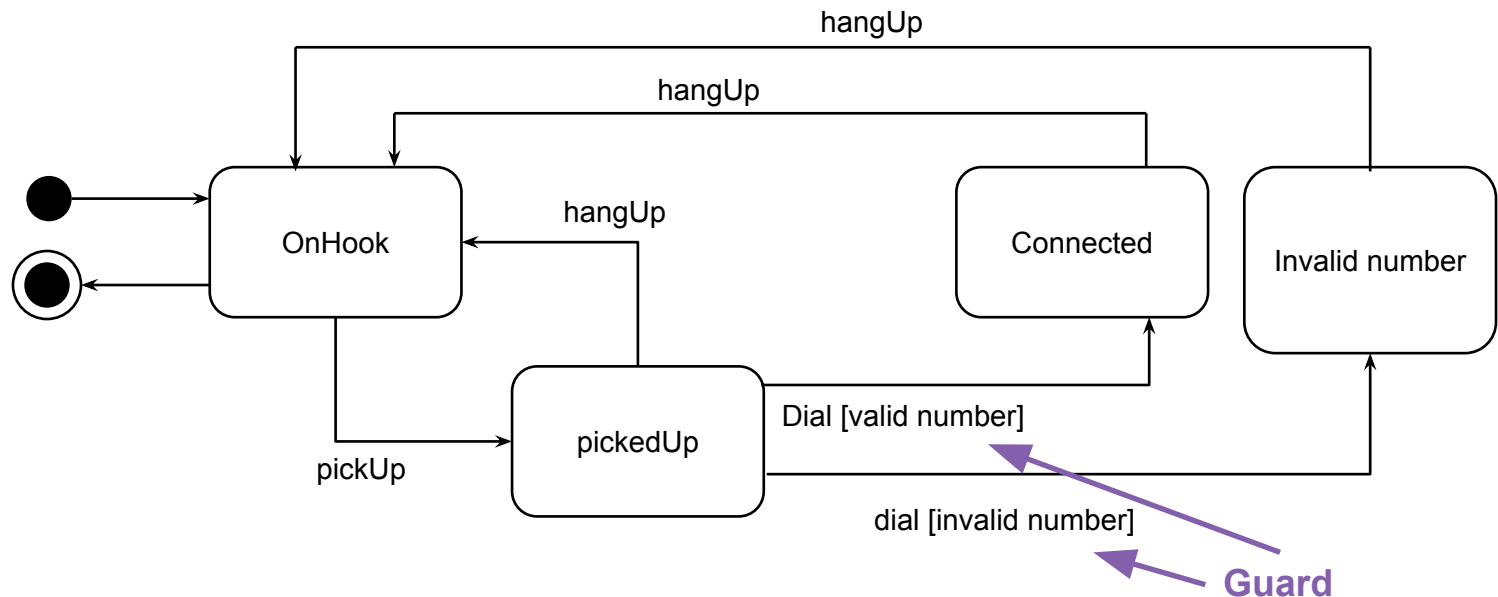 hangUp
hangUp
hangUp
OnHook
Connected
Invalid number
pickUp
pickedUp
Dial [valid number]
dial [invalid number]
Guard